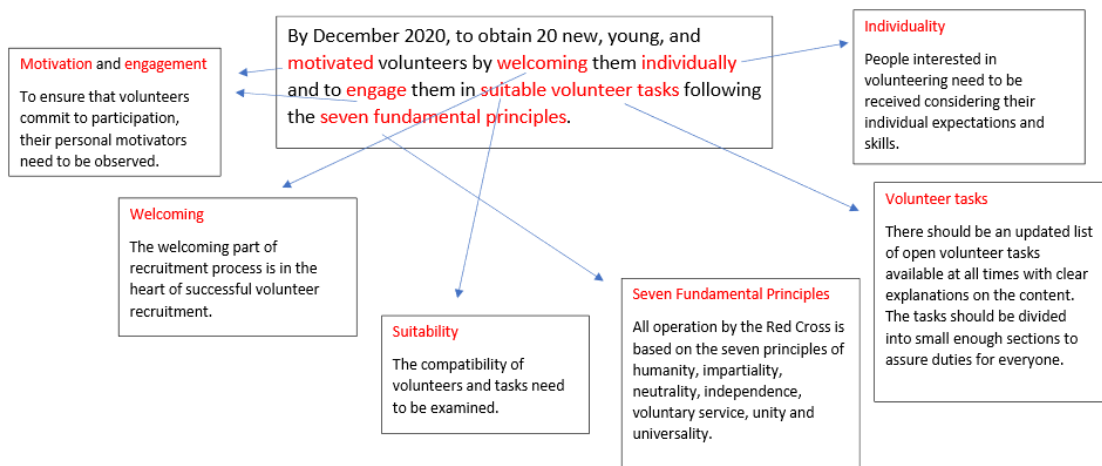 By December 2020, to obtain 20 new, young, and
motivated volunteers by welcoming them individually
and to engage them in suitable volunteer tasks following
the seven fundamental principles.
Motivation and engagement
To ensure that volunteers
commit to participation,
their personal motivators
need to be observed.
Individuality
People interested in
volunteering need to be
received considering their
individual expectations and
skills.
Welcoming
The welcoming part of
recruitment process is in the
heart of successful volunteer
recruitment.
Suitability
The compatibility of
volunteers and tasks need
to be examined.
Seven Fundamental Principles
All operation by the Red Cross is
based on the seven principles of
humanity, impartiality,
neutrality, independence,
voluntary service, unity and
universality.
Volunteer tasks
There should be an updated list
of open volunteer tasks
available at all times with clear
explanations on the content.
The tasks should be divided
into small enough sections to
assure duties for everyone.